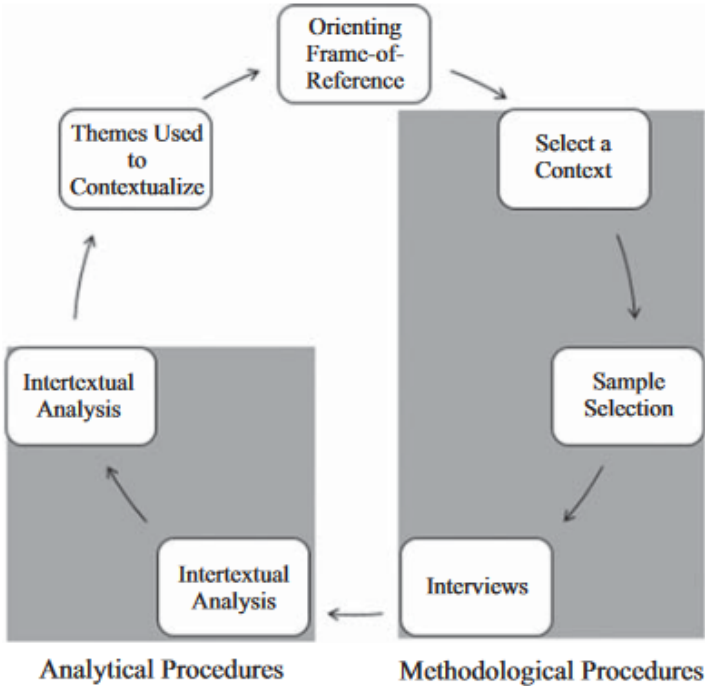 Orienting
Frame-of-
Reference
Themes Used
to
Contextualize
Select a
Context
Intertextual
Analysis
Sample
Selection
Intertextual
Analysis
Interviews
Analytical Procedures
Methodological Procedures